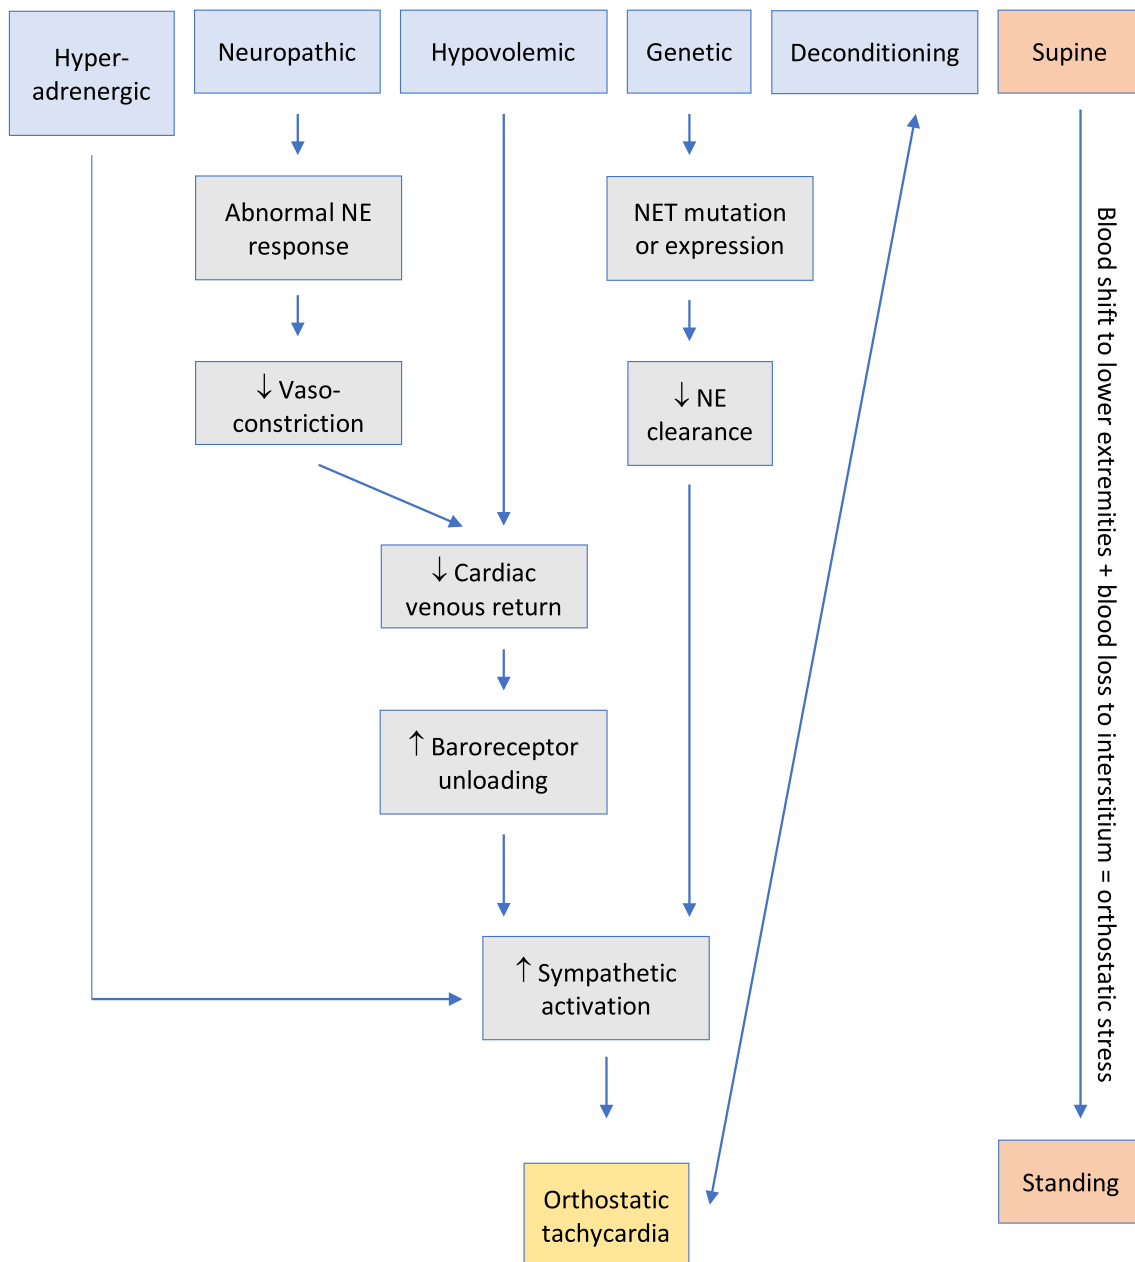 Hyper-
adrenergic
Neuropathic
Hypovolemic
Genetic
Deconditioning
Supine
Abnormal NE
response
NET mutation
or expression
↓ Vaso-
constriction
↓ NE
clearance
↓ Cardiac
venous return
↑ Baroreceptor
unloading
↑ Sympathetic
activation
Orthostatic
tachycardia
Blood shift to lower extremities + blood loss to interstitium = orthostatic stress
Standing